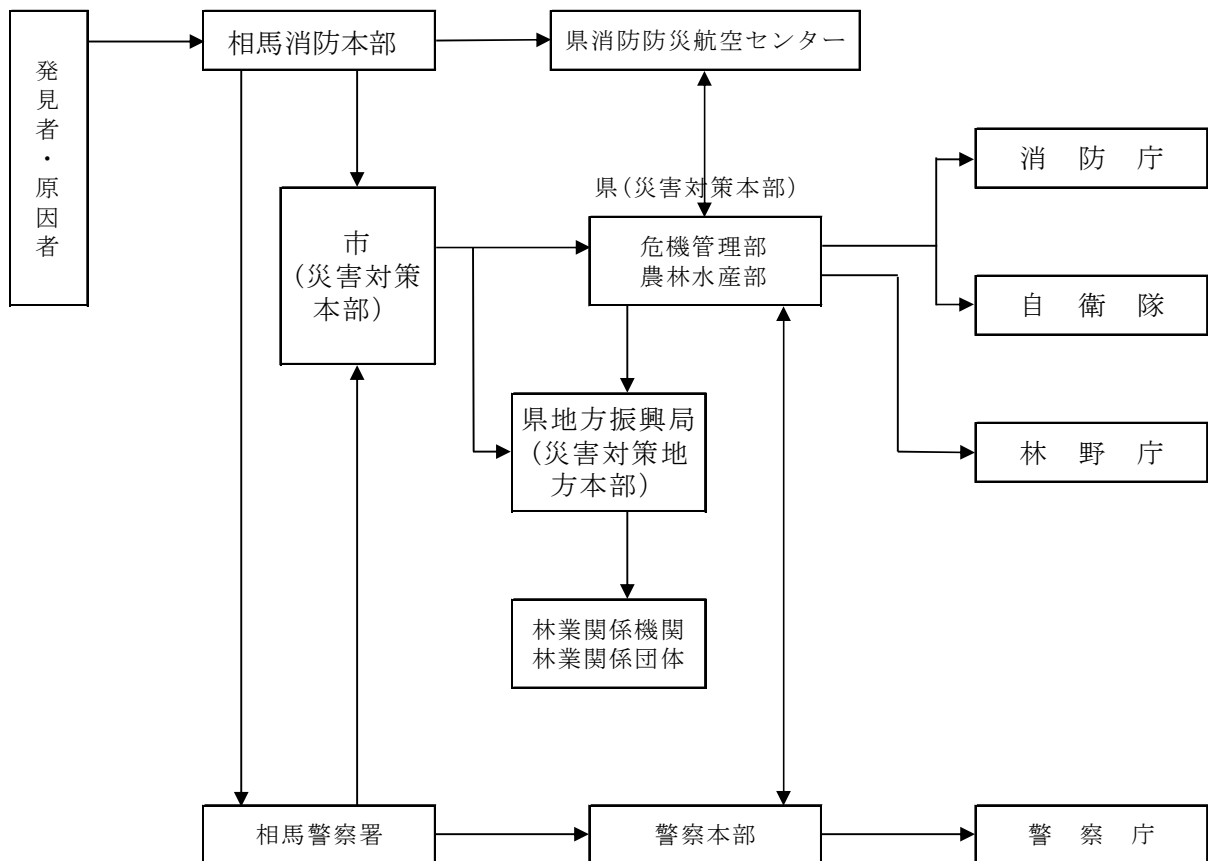 発見者・原因者
相馬消防本部
県消防防災航空センター
消防庁
県(災害対策本部)
市
(災害対策
本部)
危機管理部
農林水産部
自衛隊
県地方振興局
(災害対策地
方本部)
林野庁
林業関係機関
林業関係団体
相馬警察署
警察本部
警察庁